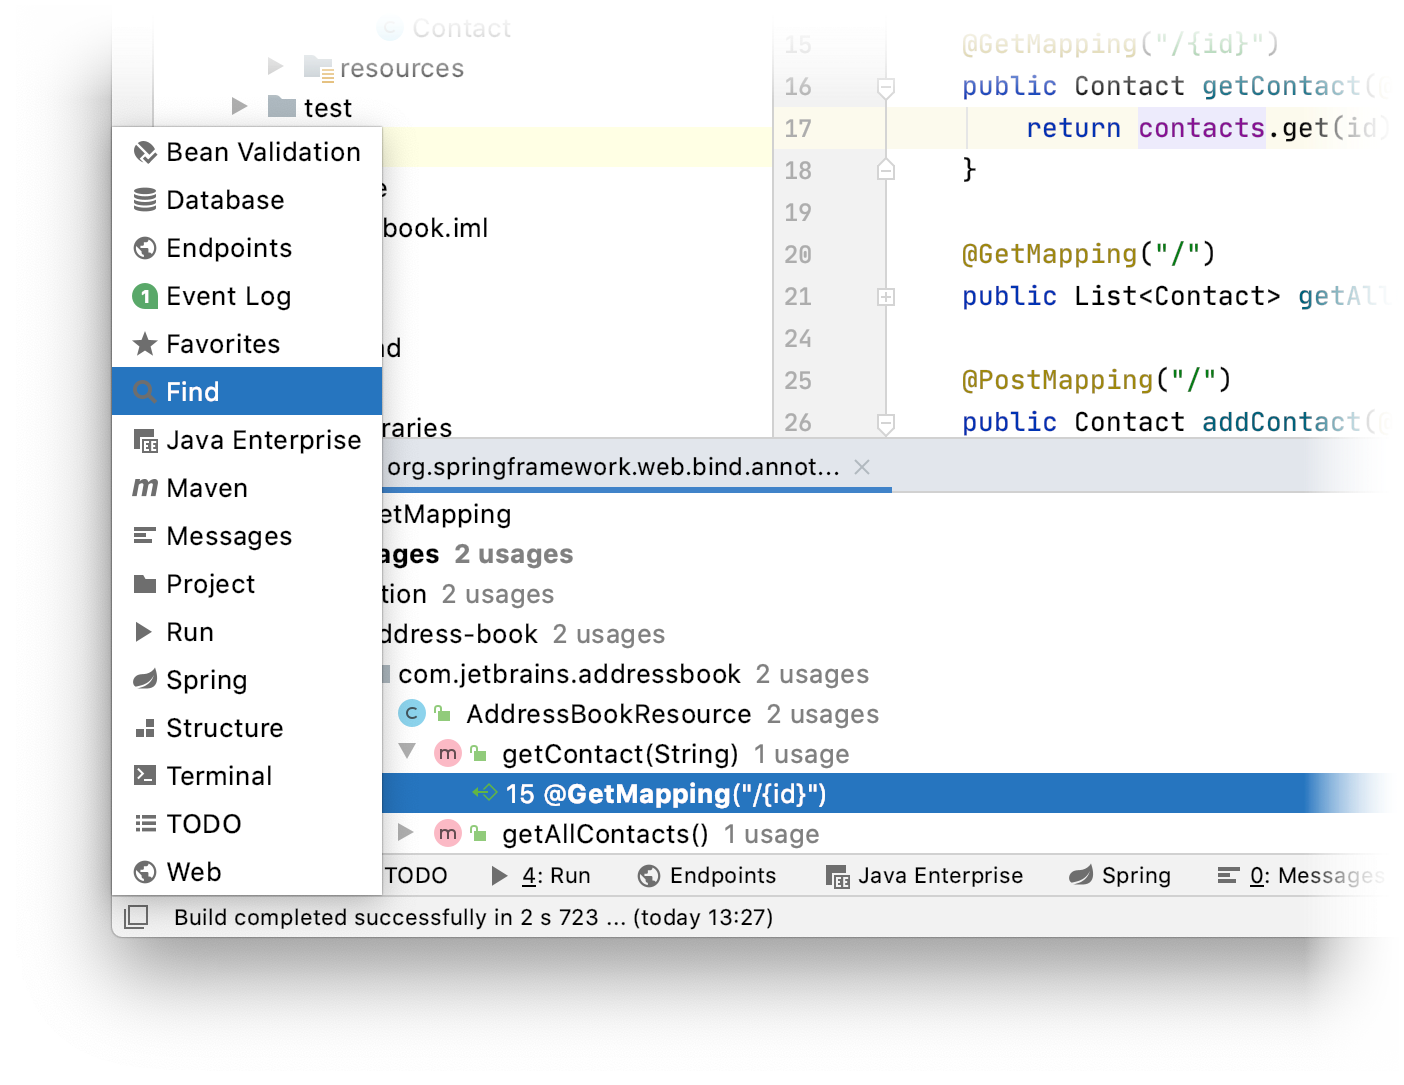 Contact
resources
test
Bean Validation
Database
Endpoints
Event Log
Favorites
Find
Java Enterprise
Maven
Messages
Project
Run
Spring
Structure
Terminal
TODO
Web
book.iml
15 @GetMapping("/{id}")
16 public Contact getContact(@
17 return contacts.get(id)
18 }
19
20 @GetMapping("/")
21 public List<Contact> getAll
24
25 @PostMapping("/")
26 public Contact addContact(@
org.springframework.web.bind.annot...
etMapping
ages 2 usages
tion 2 usages
ddress-book 2 usages
com.jetbrains.addressbook 2 usages
C AddressBookResource 2 usages
m getContact(String) 1 usage
15 @GetMapping("/{id}")
m getAllContacts() 1 usage
TODO 4: Run Endpoints Java Enterprise Spring 0: Messages
Build completed successfully in 2 s 723 ... (today 13:27)